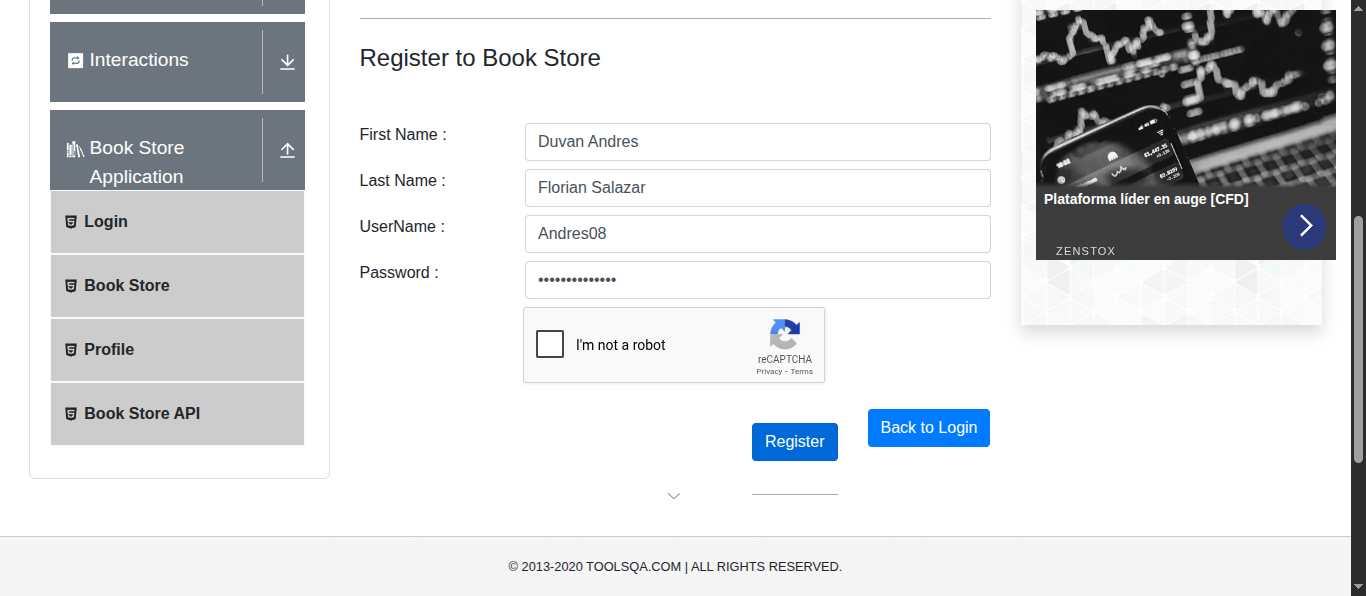 Interactions
Book Store
Application
Login
Book Store
Profile
Book Store API
Register to Book Store
First Name :
Duvan Andres
Last Name :
Florian Salazar
UserName :
Andres08
Password :
••••••••••••••
I'm not a robot
reCAPTCHA
Privacy - Terms
Register
Back to Login
Plataforma líder en auge [CFD]
ZENSTOX
© 2013-2020 TOOLSQA.COM | ALL RIGHTS RESERVED.